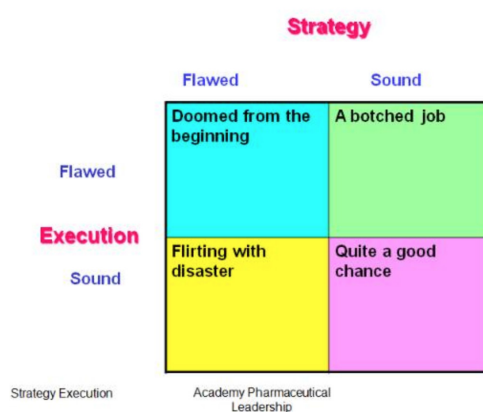 Strategy
Flawed Sound
Doomed from the
beginning
A botched job
Flawed
Execution
Flirting with
disaster
Quite a good
chance
Sound
Strategy Execution
Academy Pharmaceutical
Leadership